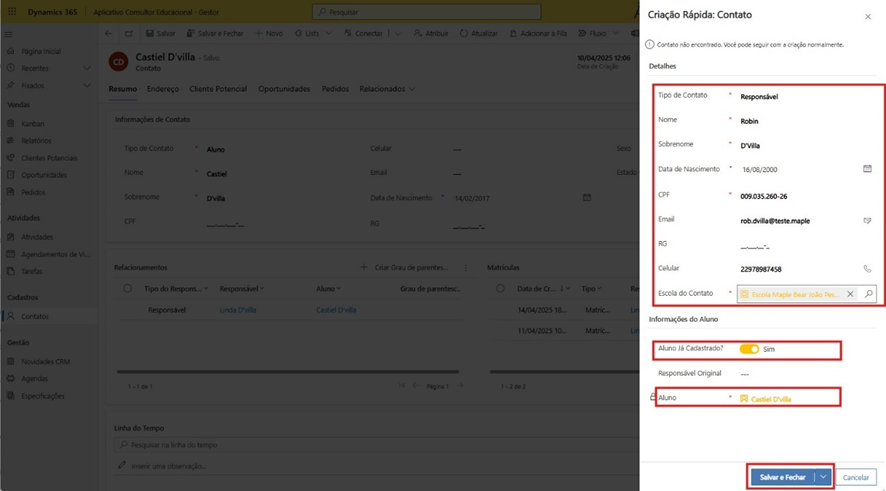 Dynamics 365 Aplicativo Consultor Educacional - Gestor Pesquisar
Salvar Salvar e Fechar Novo Lists Conectar Atribuir Atualizar Adicionar à Fila Fluxo
Página Inicial
Recentes
Fixados
Vendas
Kanban
Relatórios
Clientes Potenciais
Oportunidades
Pedidos
Atividades
Atividades
Agendamentos de Vi...
Tarefas
Cadastros
Contatos
Gestão
Novidades CRM
Agendas
Especificações
CD
Castiel D'villa - Salvo
Contato
10/04/2025 12:06
Data de Criação
Resumo Endereço Cliente Potencial Oportunidades Pedidos Relacionados
Informações de Contato
Tipo de Contato * Aluno Celular --- Sexo
Nome * Castiel Email --- Estado
Sobrenome * D'villa Data de Nascimento * 14/02/2017
CPF ___.___.___-__ RG __.___.___-_
Relacionamentos + Criar Grau de parentes...
Tipo do Respons... Responsável Aluno Grau de parentesc...
Responsável Linda D'Villa Castiel D'villa
1 - 1 de 1 Página 1
Matrículas
Data de Cr... Tipo Res
14/04/2025 10... Matríc... Lin
11/04/2025 10... Matríc... Lin
1 - 2 de 2
Linha do Tempo
Pesquisar na linha do tempo
Inserir uma observação...
Criação Rápida: Contato
Contato não encontrado. Você pode seguir com a criação normalmente.
Detalhes
Tipo de Contato * Responsável
Nome * Robin
Sobrenome * D'Villa
Data de Nascimento * 16/08/2000
CPF * 009.035.260-26
Email rob.dvilla@teste.maple
RG __.___.___-_
Celular 22978987458
Escola do Contato * Escola Maple Bear João Pes...
Informações do Aluno
Aluno Já Cadastrado? Sim
Responsável Original ---
Aluno * Castiel D'villa
Salvar e Fechar Cancelar